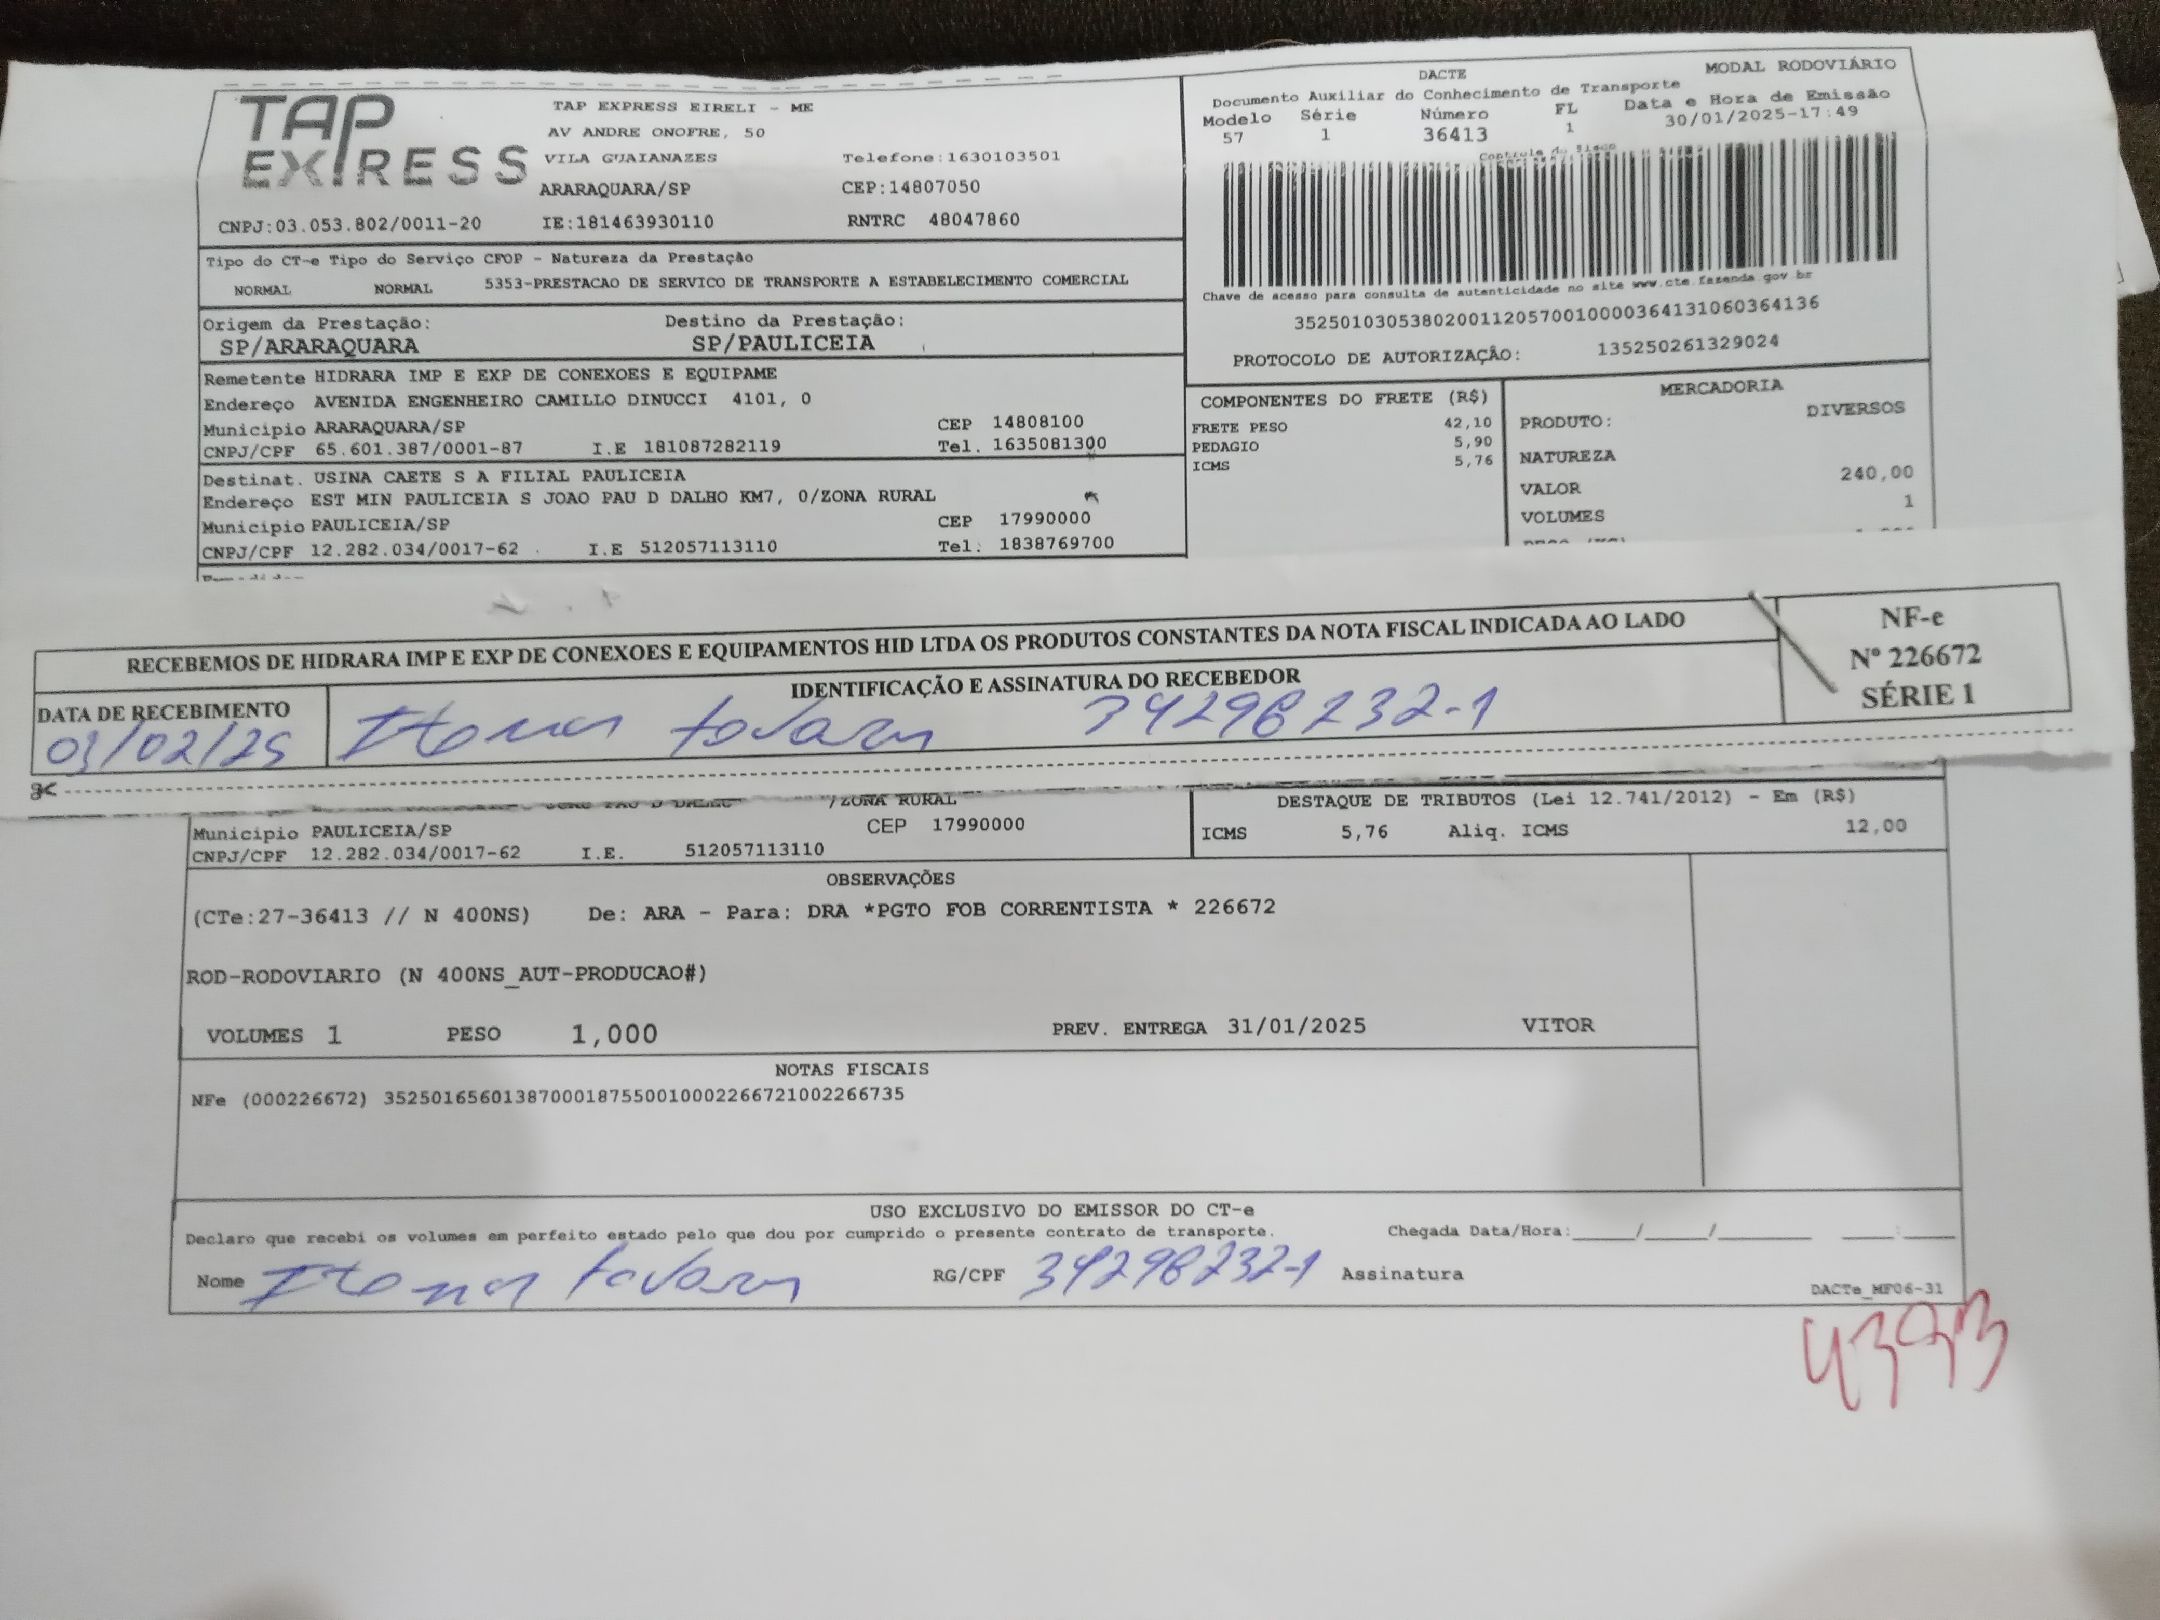 TAP EXPRESS
TAP EXPRESS EIRELI - ME
AV ANDRE ONOFRE, 50
VILA GUAIANAZES Telefone:1630103501
ARARAQUARA/SP CEP:14807050
CNPJ:03.053.802/0011-20 IE:181463930110 RNTRC 48047860
DACTE MODAL RODOVIÁRIO
Documento Auxiliar do Conhecimento de Transporte
Modelo Série Número FL Data e Hora de Emissão
57 1 36413 1 30/01/2025-17:49
Controle do Fisco
Chave de acesso para consulta de autenticidade no site www.cte.fazenda.gov.br
35250103053802001120570010000364131060364136
PROTOCOLO DE AUTORIZAÇÃO: 135250261329024
Tipo do CT-e Tipo do Serviço CFOP - Natureza da Prestação
NORMAL NORMAL 5353-PRESTACAO DE SERVICO DE TRANSPORTE A ESTABELECIMENTO COMERCIAL
Origem da Prestação: Destino da Prestação:
SP/ARARAQUARA SP/PAULICEIA
Remetente HIDRARA IMP E EXP DE CONEXOES E EQUIPAME
Endereço AVENIDA ENGENHEIRO CAMILLO DINUCCI 4101, 0
Município ARARAQUARA/SP CEP 14808100
CNPJ/CPF 65.601.387/0001-87 I.E 181087282119 Tel. 1635081300
Destinat. USINA CAETE S A FILIAL PAULICEIA
Endereço EST MIN PAULICEIA S JOAO PAU D DALHO KM7, 0/ZONA RURAL
Município PAULICEIA/SP CEP 17990000
CNPJ/CPF 12.282.034/0017-62 I.E 512057113110 Tel. 1838769700
COMPONENTES DO FRETE (R$)
FRETE PESO 42,10
PEDAGIO 5,90
ICMS 5,76
MERCADORIA
PRODUTO: DIVERSOS
NATUREZA
VALOR 240,00
VOLUMES 1
RECEBEMOS DE HIDRARA IMP E EXP DE CONEXOES E EQUIPAMENTOS HID LTDA OS PRODUTOS CONSTANTES DA NOTA FISCAL INDICADA AO LADO
DATA DE RECEBIMENTO IDENTIFICAÇÃO E ASSINATURA DO RECEBEDOR
03/02/25 34298232-1
NF-e
Nº 226672
SÉRIE 1
/ZONA RURAL
Município PAULICEIA/SP CEP 17990000
CNPJ/CPF 12.282.034/0017-62 I.E. 512057113110
DESTAQUE DE TRIBUTOS (Lei 12.741/2012) - Em (R$)
ICMS 5,76 Aliq. ICMS 12,00
OBSERVAÇÕES
(CTe:27-36413 // N 400NS) De: ARA - Para: DRA *PGTO FOB CORRENTISTA * 226672
ROD-RODOVIARIO (N 400NS_AUT-PRODUCAO#)
VOLUMES 1 PESO 1,000 PREV. ENTREGA 31/01/2025 VITOR
NOTAS FISCAIS
NFe (000226672) 35250165601387000187550010002266721002266735
USO EXCLUSIVO DO EMISSOR DO CT-e
Declaro que recebi os volumes em perfeito estado pelo que dou por cumprido o presente contrato de transporte. Chegada Data/Hora:____/____/______ ___:___
Nome RG/CPF 34298232-1 Assinatura
DACTe_MF06-31
4393